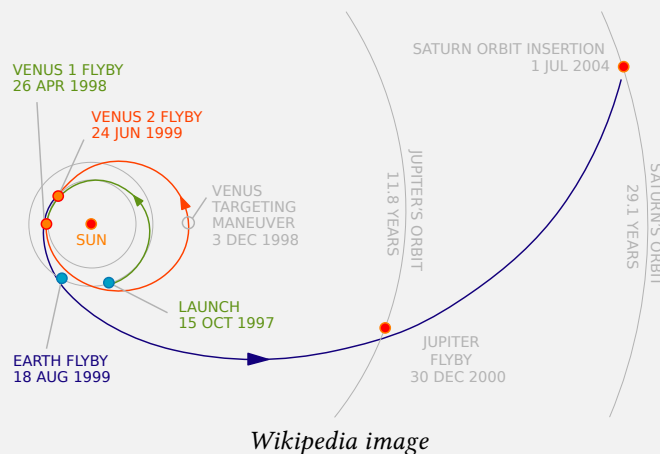 SATURN ORBIT INSERTION
1 JUL 2004
VENUS 1 FLYBY
26 APR 1998
VENUS 2 FLYBY
24 JUN 1999
JUPITER'S ORBIT
11.8 YEARS
SATURN'S ORBIT
29.1 YEARS
VENUS
TARGETING
MANEUVER
3 DEC 1998
SUN
LAUNCH
15 OCT 1997
EARTH FLYBY
18 AUG 1999
JUPITER
FLYBY
30 DEC 2000
Wikipedia image